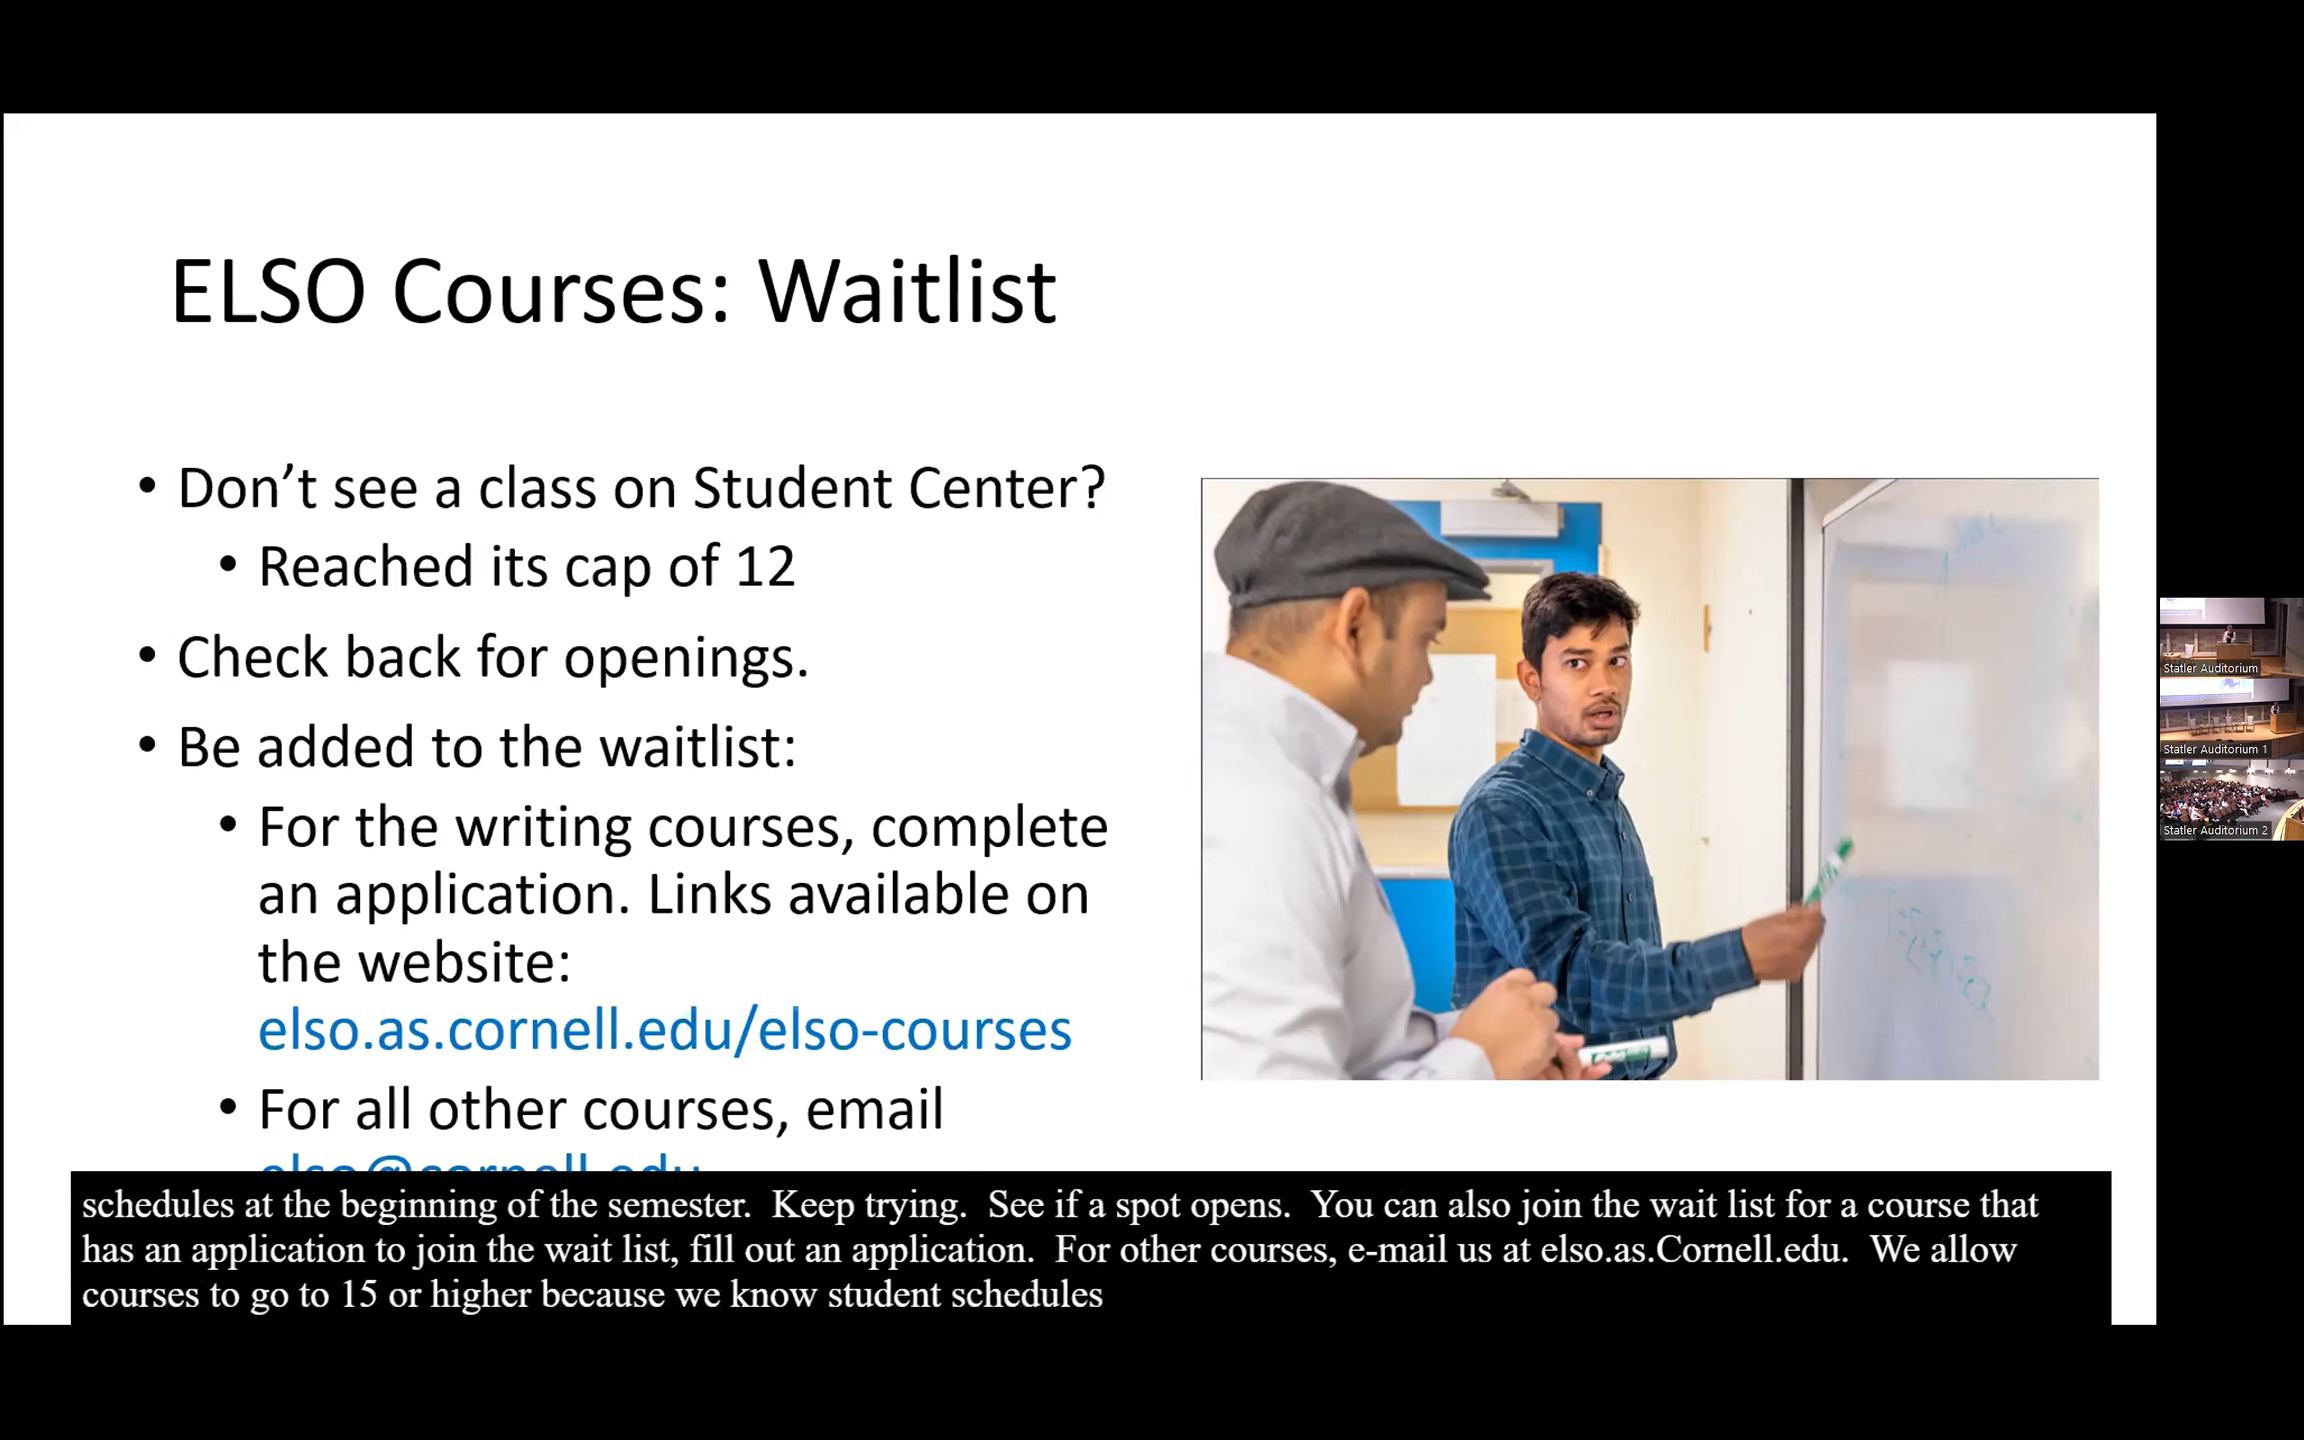 ELSO Courses: Waitlist
• Don’t see a class on Student Center?
• Reached its cap of 12
• Check back for openings.
• Be added to the waitlist:
• For the writing courses, complete
an application. Links available on
the website:
elso.as.cornell.edu/elso-courses
• For all other courses, email
elso@cornell.edu
schedules at the beginning of the semester.  Keep trying.  See if a spot opens.  You can also join the wait list for a course that
has an application to join the wait list, fill out an application.  For other courses, e-mail us at elso.as.Cornell.edu.  We allow
courses to go to 15 or higher because we know student schedules
Statler Auditorium
Statler Auditorium 1
Statler Auditorium 2